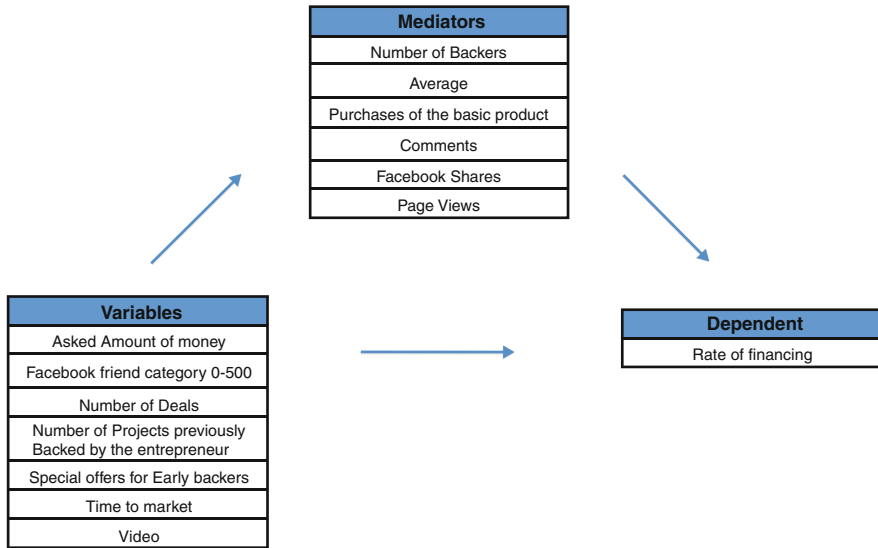 Mediators
Number of Backers
Average
Purchases of the basic product
Comments
Facebook Shares
Page Views
Variables
Asked Amount of money
Facebook friend category 0-500
Number of Deals
Number of Projects previously
Backed by the entrepreneur
Special offers for Early backers
Time to market
Video
Dependent
Rate of financing